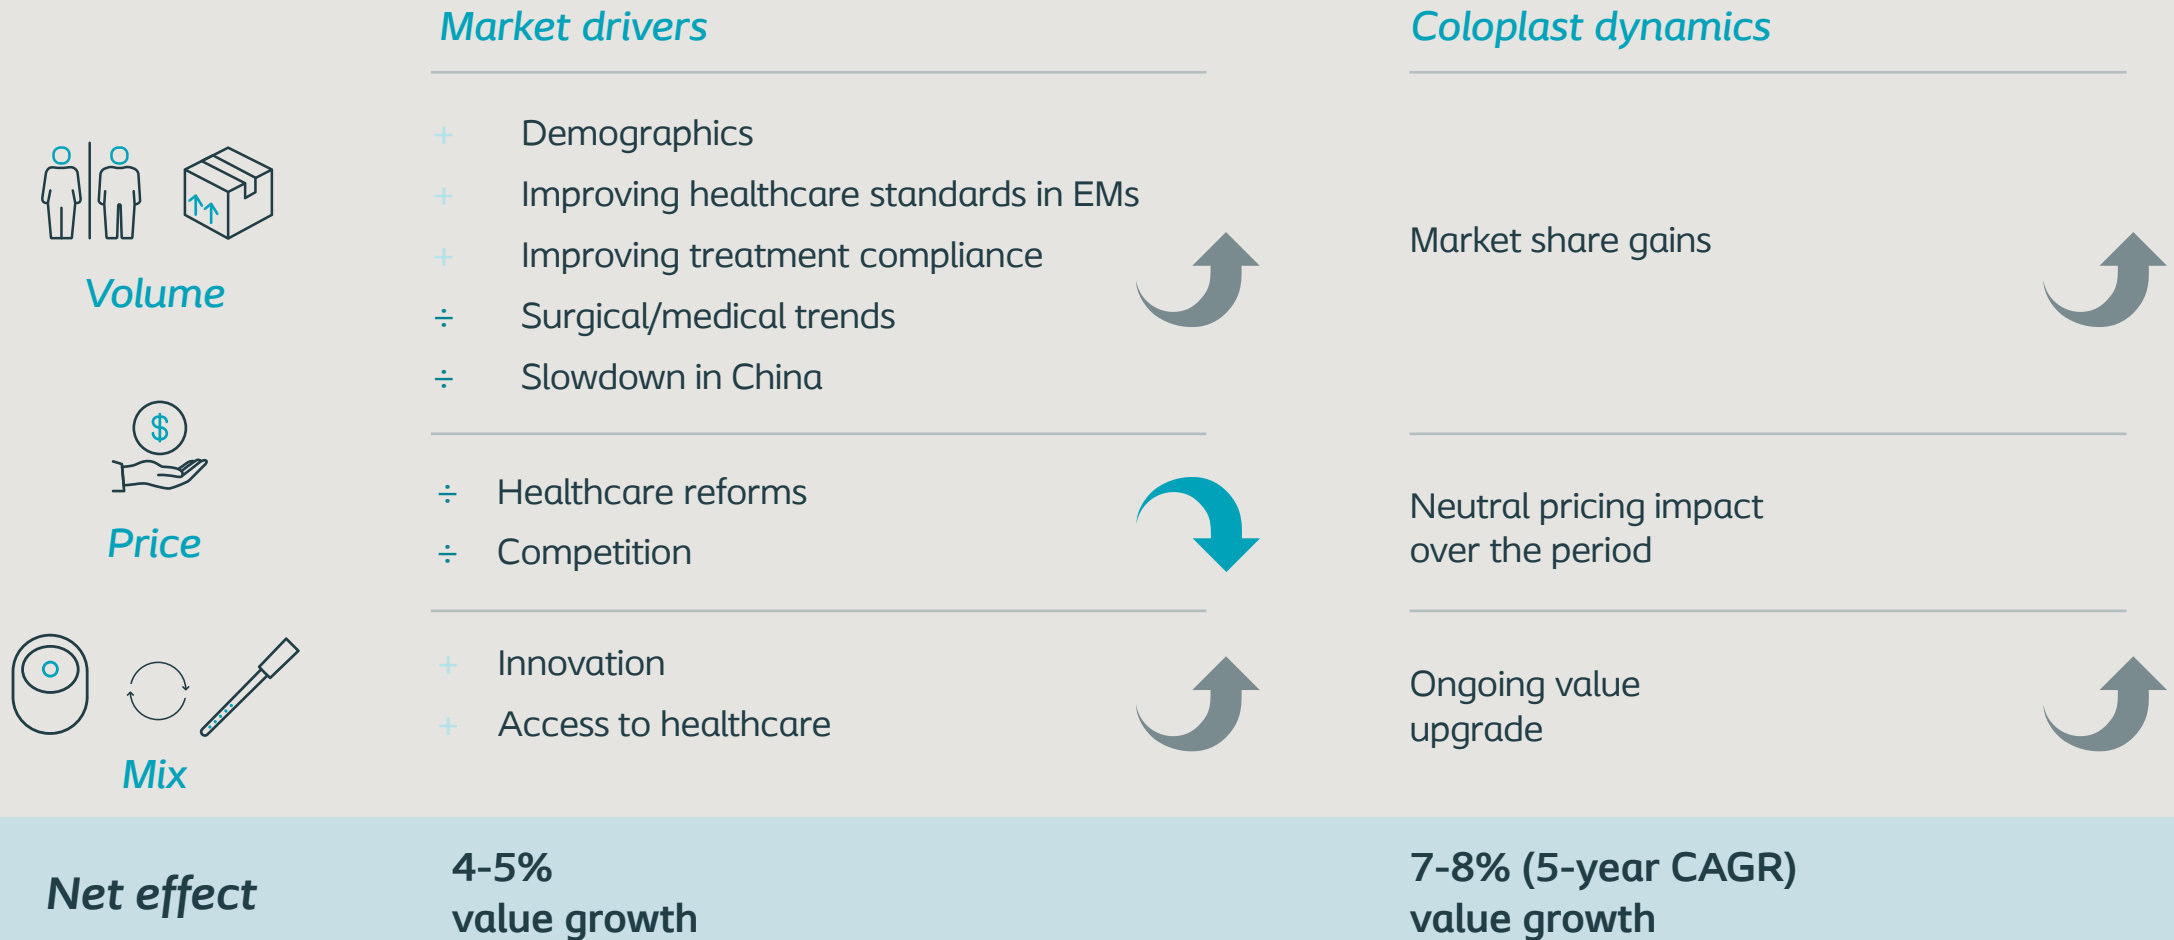 Market drivers
Coloplast dynamics
+ Demographics
+ Improving healthcare standards in EMs
+ Improving treatment compliance
÷ Surgical/medical trends
÷ Slowdown in China
Volume
Market share gains
$
Price
÷ Healthcare reforms
÷ Competition
Neutral pricing impact
over the period
Mix
+ Innovation
+ Access to healthcare
Ongoing value
upgrade
Net effect
4-5%
value growth
7-8% (5-year CAGR)
value growth